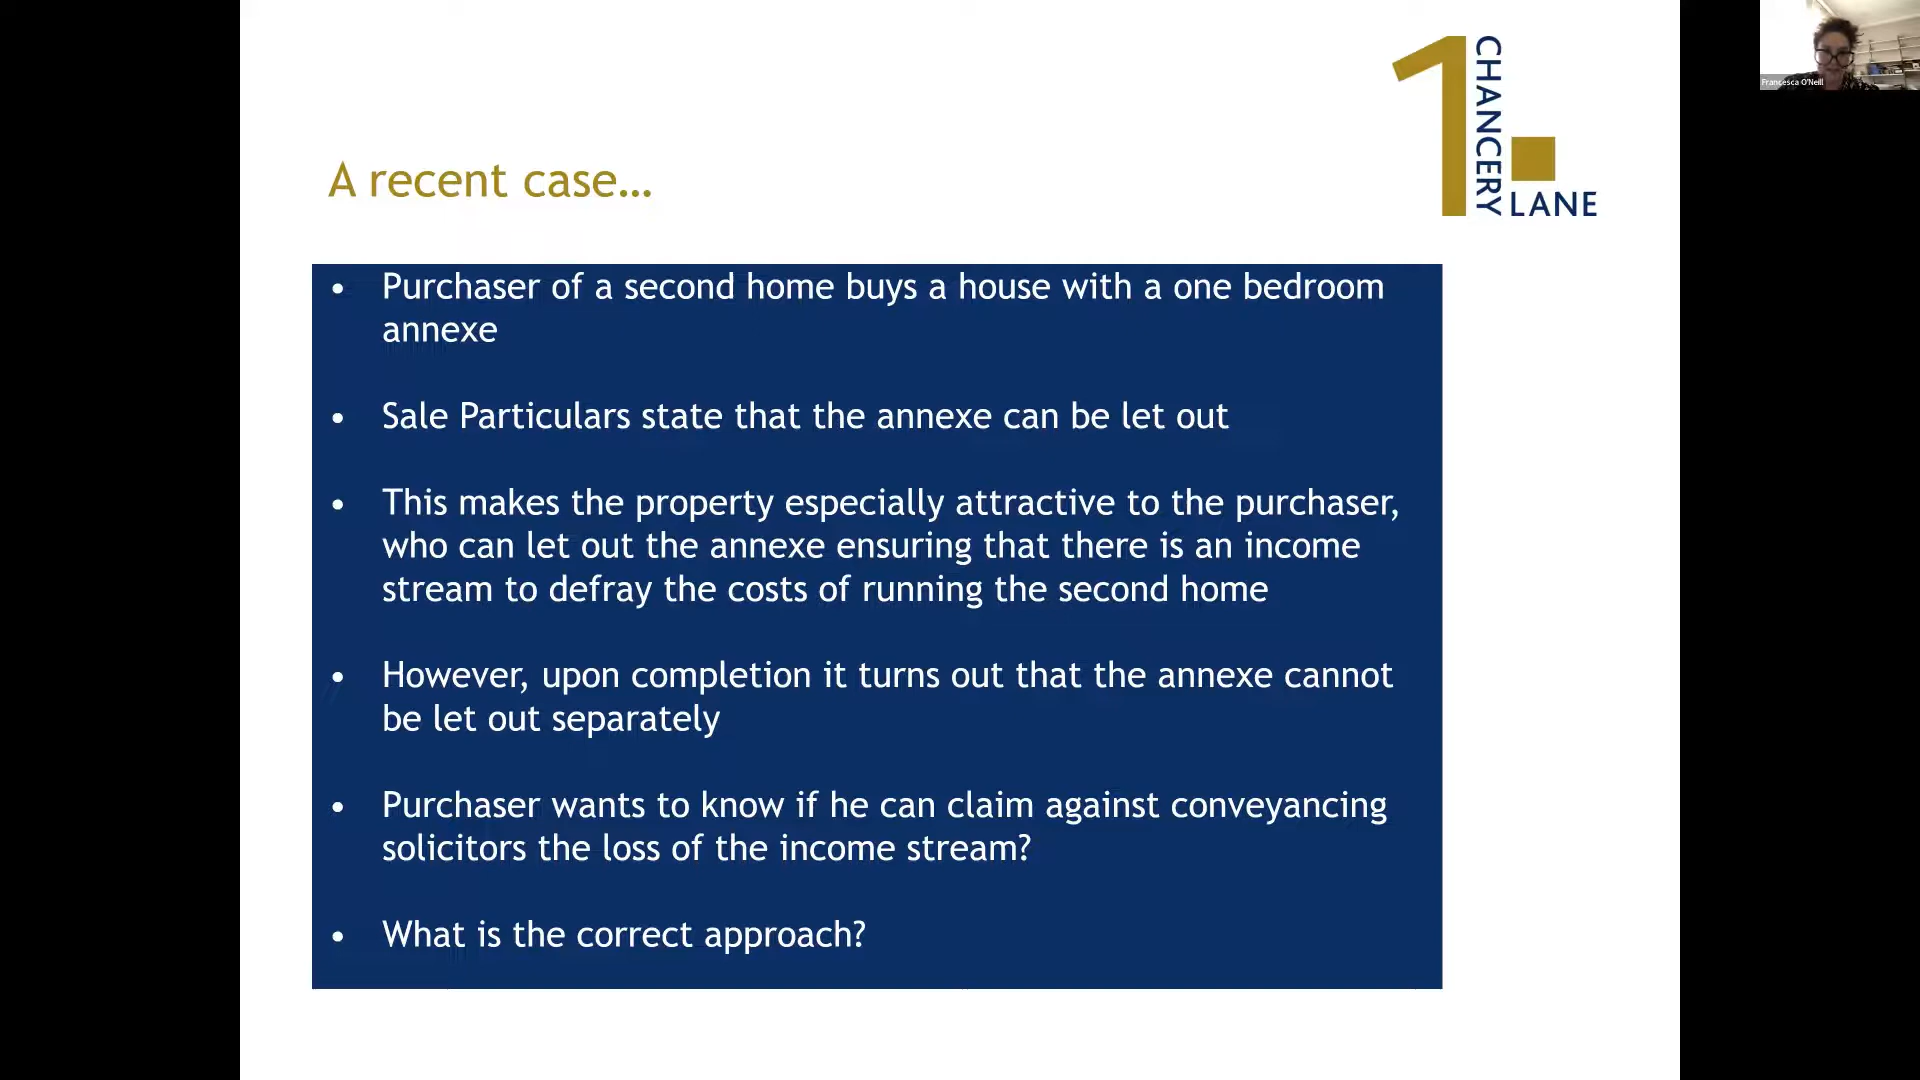 CHANCERY
LANE
1
Francesca O'Neill
A recent case...
• Purchaser of a second home buys a house with a one bedroom
annexe
• Sale Particulars state that the annexe can be let out
• This makes the property especially attractive to the purchaser,
who can let out the annexe ensuring that there is an income
stream to defray the costs of running the second home
• However, upon completion it turns out that the annexe cannot
be let out separately
• Purchaser wants to know if he can claim against conveyancing
solicitors the loss of the income stream?
• What is the correct approach?